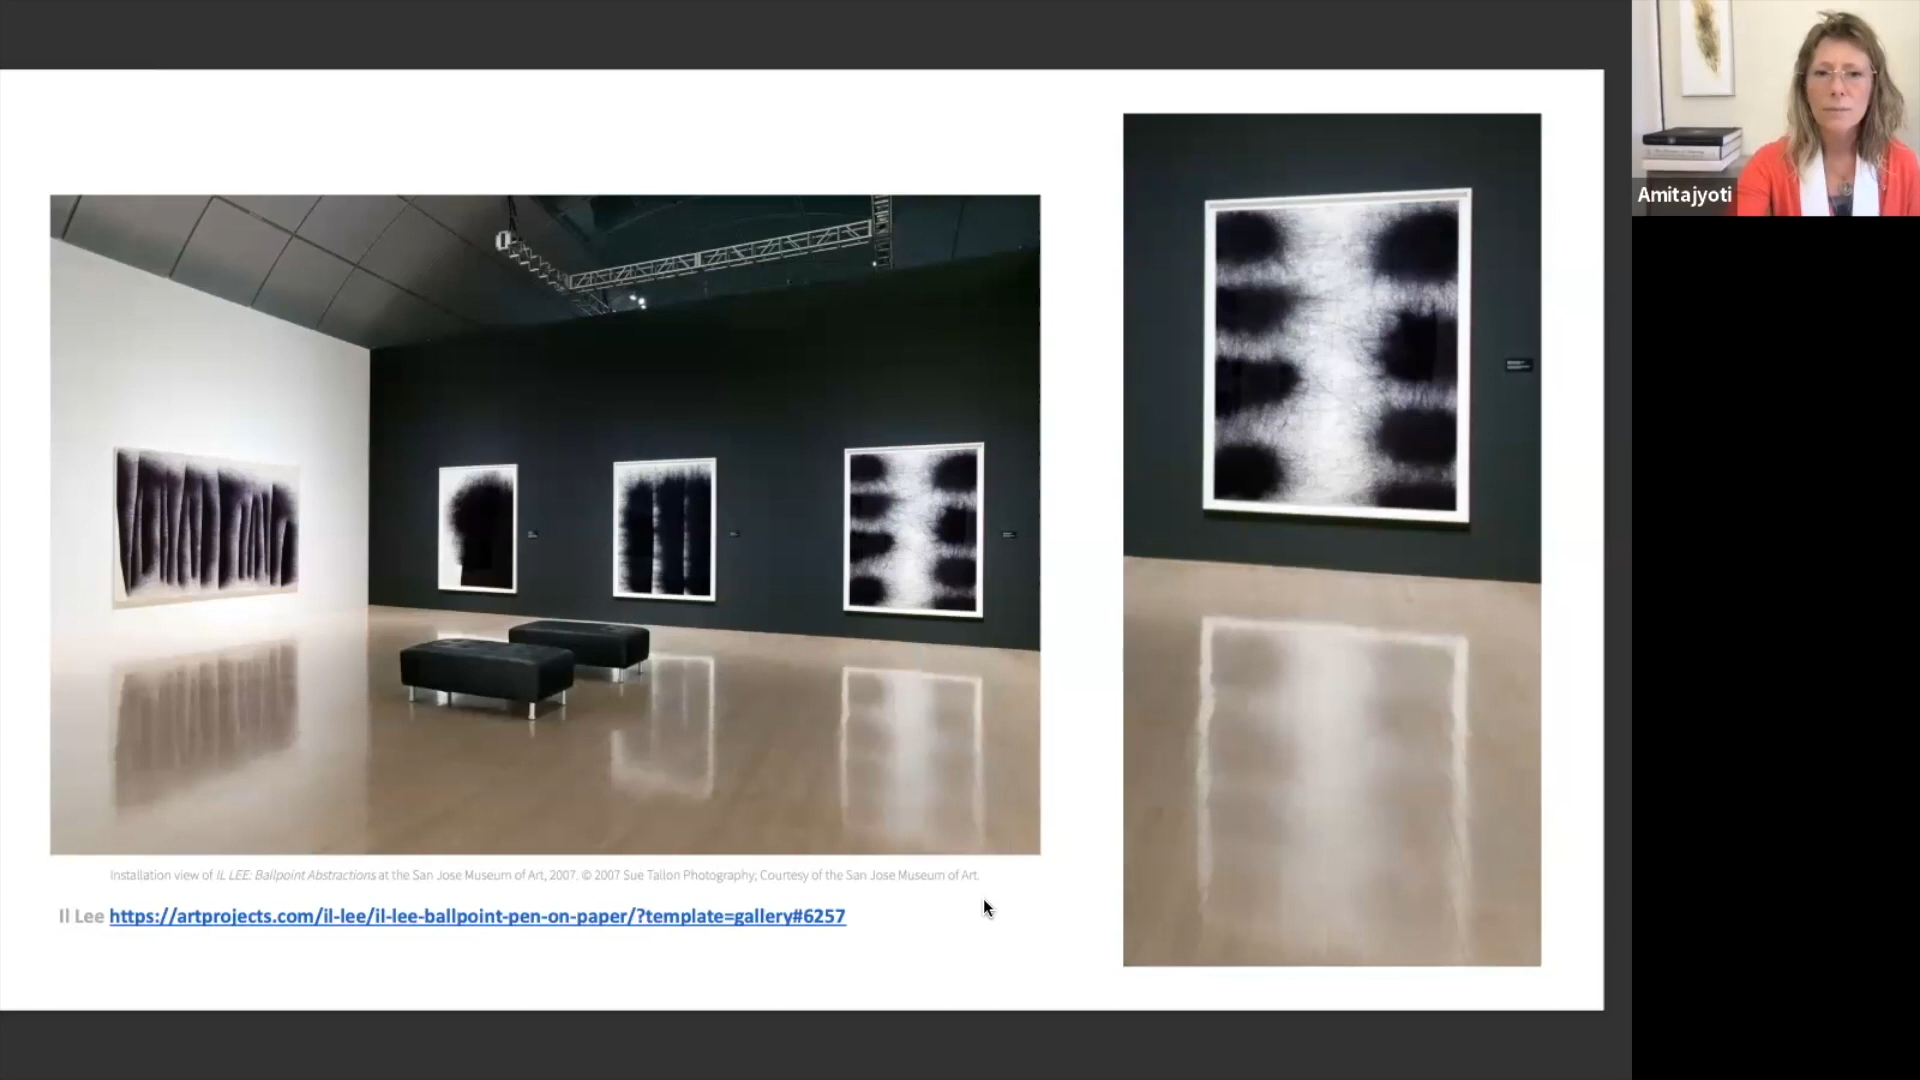 Amitajyoti
Installation view of IL LEE: Ballpoint Abstractions at the San Jose Museum of Art, 2007. © 2007 Sue Tallon Photography; Courtesy of the San Jose Museum of Art.
Il Lee https://artprojects.com/il-lee/il-lee-ballpoint-pen-on-paper/?template=gallery#6257